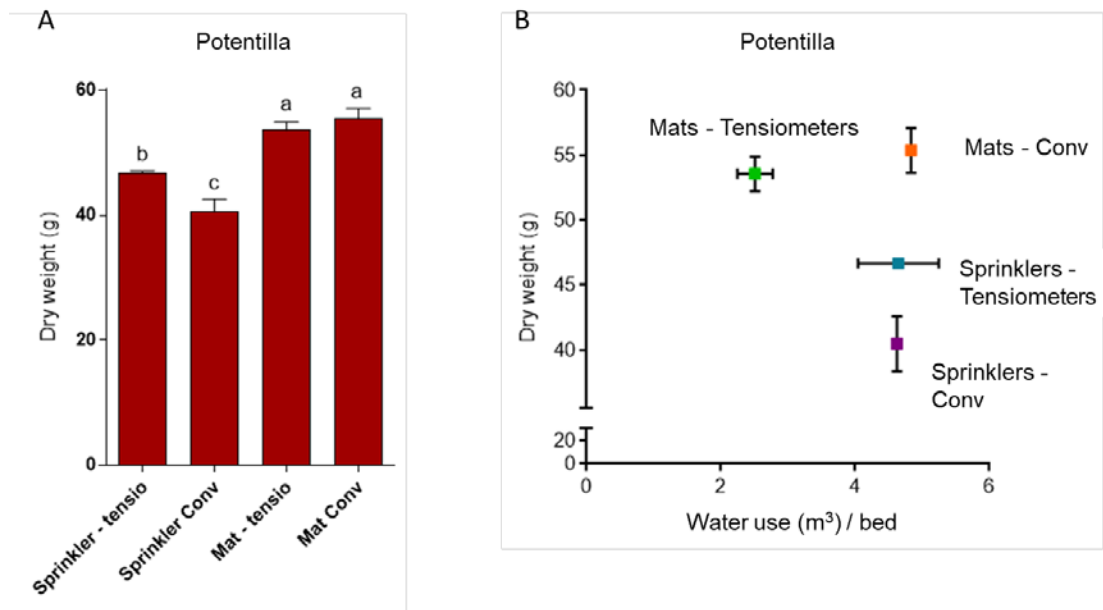 A
Potentilla
Dry weight (g)
60
40
20
0
b
c
a
a
Sprinkler - tensio
Sprinkler Conv
Mat - tensio
Mat Conv
B
Potentilla
Dry weight (g)
60
55
50
45
40
20
0
Mats - Tensiometers
Mats - Conv
Sprinklers -
Tensiometers
Sprinklers -
Conv
0
2
4
6
Water use (m³) / bed